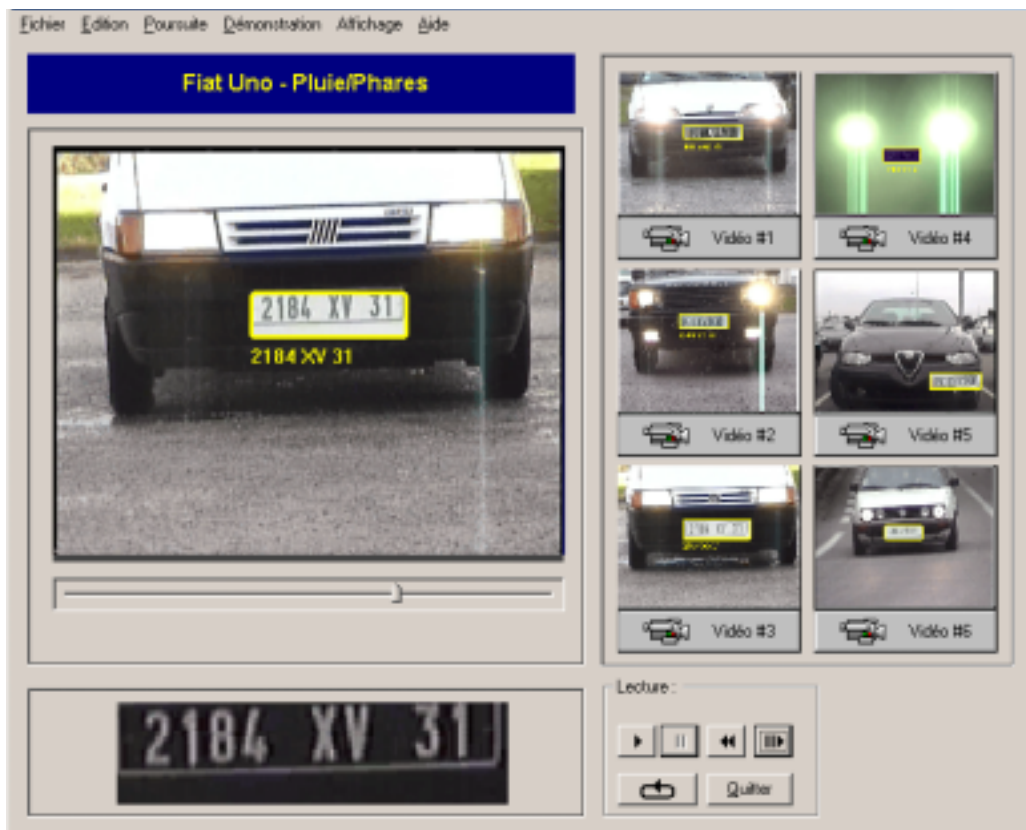 Fichier Edition Poursuite Démonstration Affichage Aide
Fiat Uno - Pluie/Phares
2184 XV 31
2184 XV 31
Vidéo #1
Vidéo #4
Vidéo #2
Vidéo #5
Vidéo #3
Vidéo #6
2184 XV 31
Lecture :
Quitter